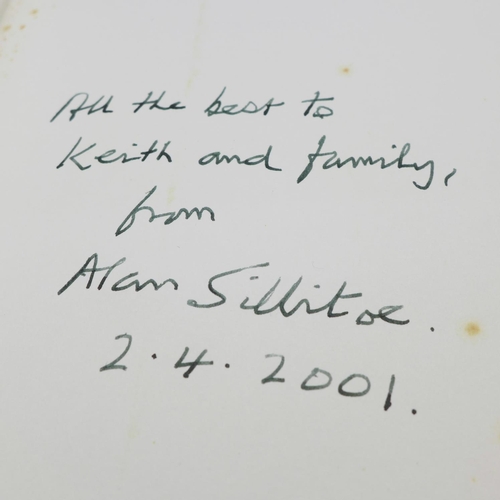 All the best to
Keith and family,
from
Alan Sillitoe.
2.4.2001.